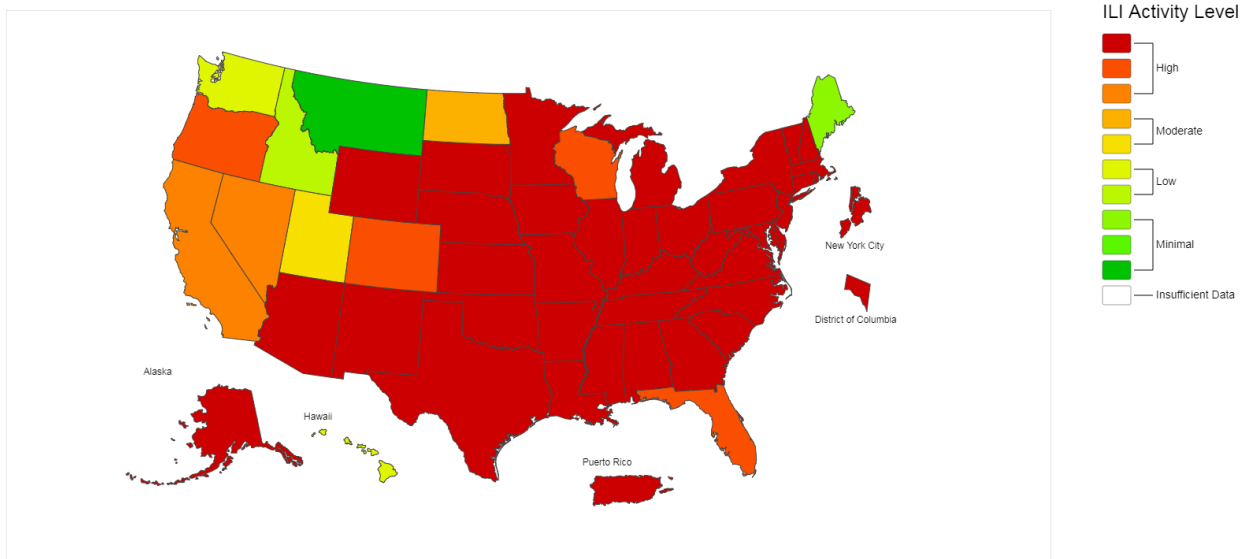 ILI Activity Level
High
Moderate
Low
Minimal
Insufficient Data
New York City
District of Columbia
Alaska
Hawaii
Puerto Rico